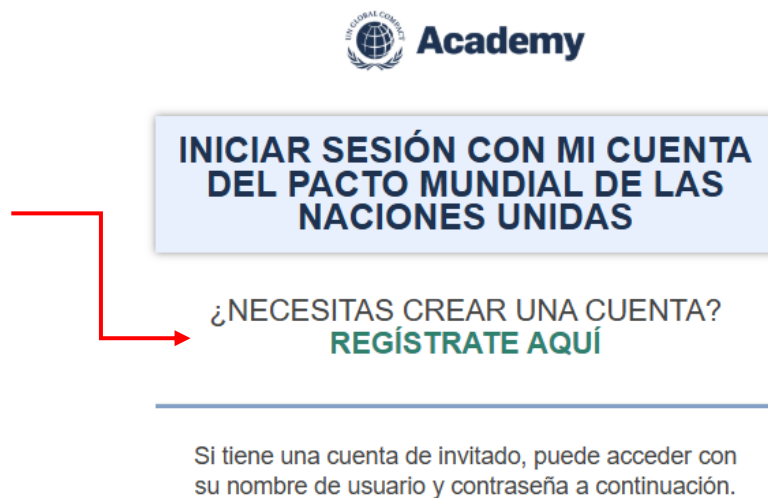 UN GLOBAL COMPACT
Academy
INICIAR SESIÓN CON MI CUENTA
DEL PACTO MUNDIAL DE LAS
NACIONES UNIDAS
¿NECESITAS CREAR UNA CUENTA?
REGÍSTRATE AQUÍ
Si tiene una cuenta de invitado, puede acceder con
su nombre de usuario y contraseña a continuación.